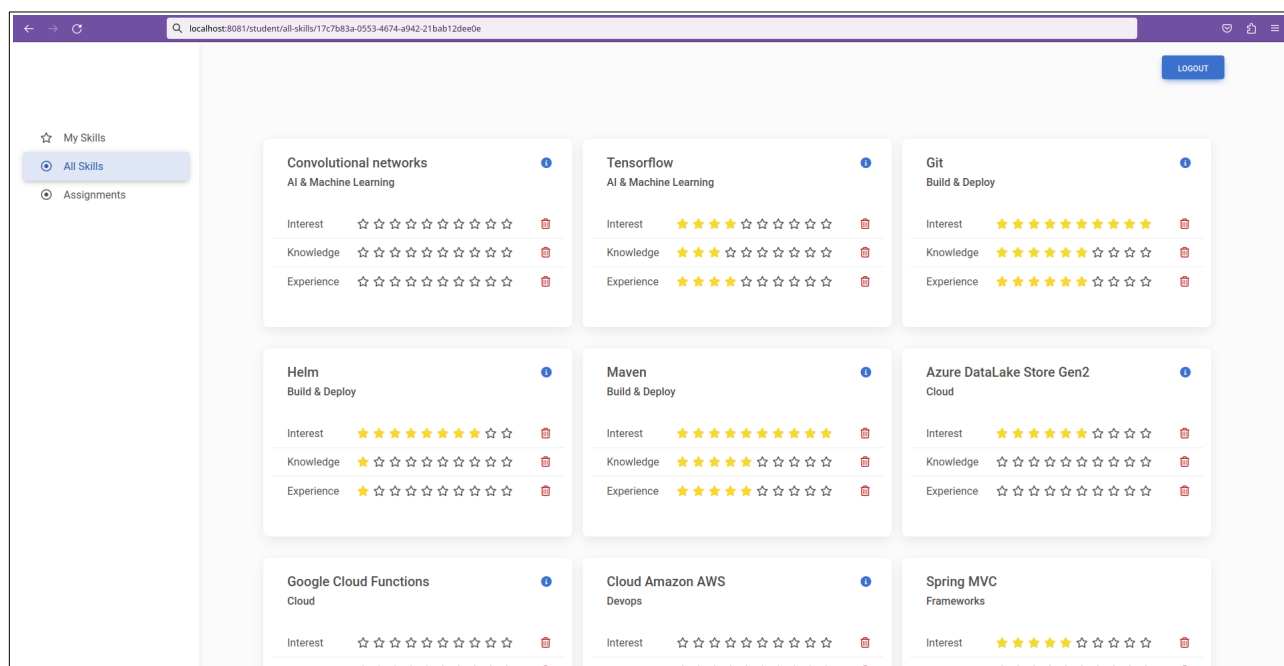 localhost:8081/student/all-skills/17c7b83a-0553-4674-a942-21bab12dee0e
LOGOUT
My Skills
All Skills
Assignments
Convolutional networks
AI & Machine Learning
Interest
Knowledge
Experience
Tensorflow
AI & Machine Learning
Interest
Knowledge
Experience
Git
Build & Deploy
Interest
Knowledge
Experience
Helm
Build & Deploy
Interest
Knowledge
Experience
Maven
Build & Deploy
Interest
Knowledge
Experience
Azure DataLake Store Gen2
Cloud
Interest
Knowledge
Experience
Google Cloud Functions
Cloud
Interest
Cloud Amazon AWS
Devops
Interest
Spring MVC
Frameworks
Interest